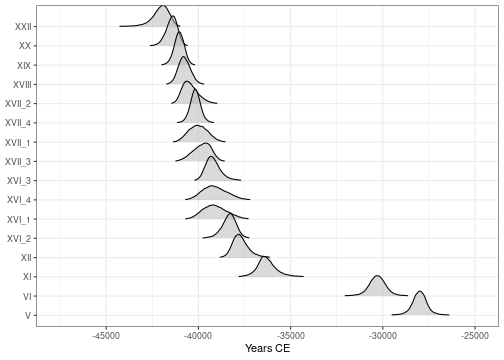 XXII
XX
XIX
XVIII
XVII_2
XVII_4
XVII_1
XVII_3
XVI_3
XVI_4
XVI_1
XVI_2
XII
XI
VI
V
-45000 -40000 -35000 -30000 -25000
Years CE